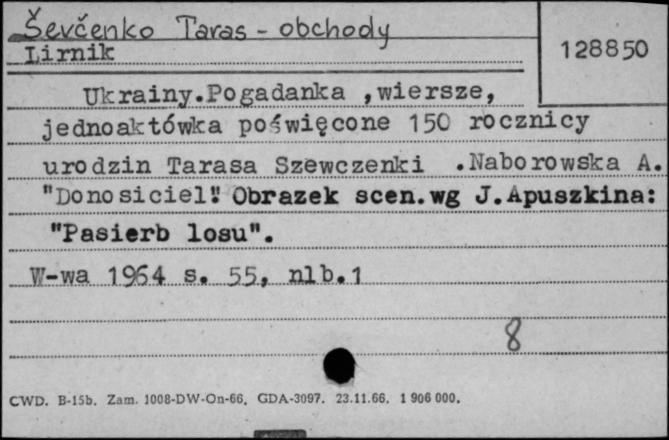 Ševčenko Taras - obchody
Lirnik
128850
Ukrainy.Pogadanka ,wiersze,
jednoaktówka poświęcone 150 rocznicy
urodzin Tarasa Szewczenki .Naborowska A.
"Donosiciel". Obrazek scen.wg J.Apuszkina:
"Pasierb losu".
W-wa 1964 s. 55, nlb.1
8
CWD. B-15b. Zam. 1008-DW-On-66. GDA-3097. 23.11.66. 1 906 000.